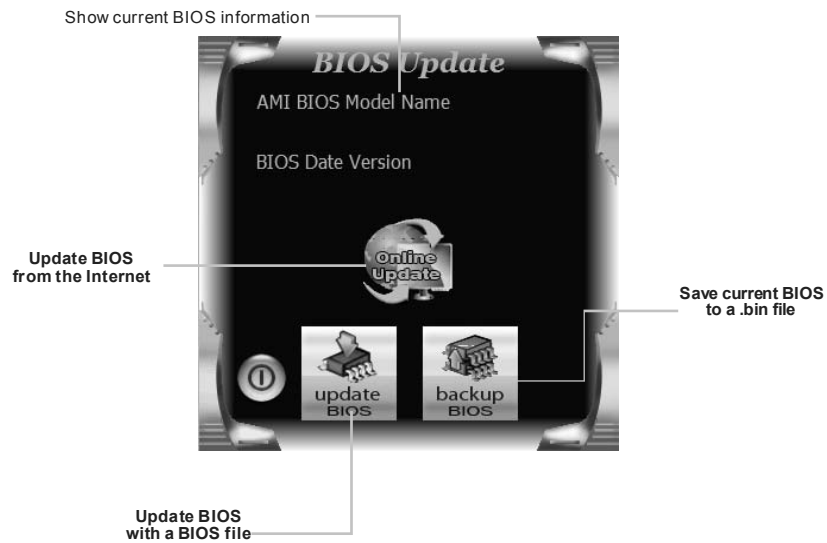 Show current BIOS information
BIOS Update
AMI BIOS Model Name
BIOS Date Version
Online
Update
Update BIOS
from the Internet
Save current BIOS
to a .bin file
update
BIOS
backup
BIOS
Update BIOS
with a BIOS file